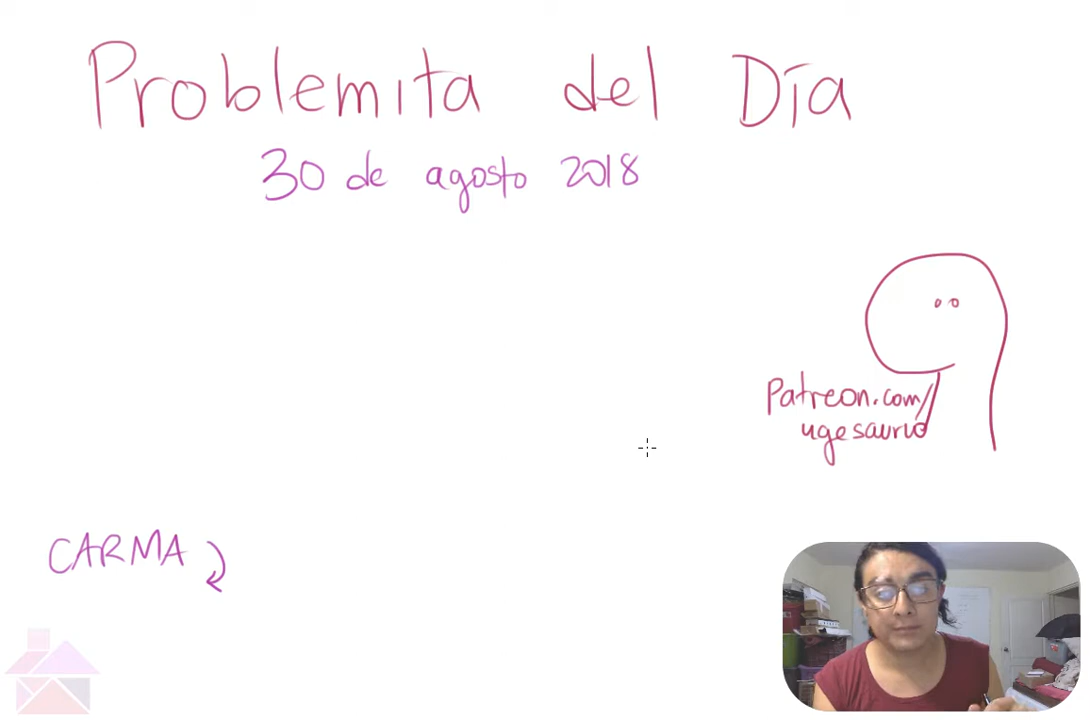 Problemita del Día
30 de agosto 2018
Patreon.com/
ugesaurio
CARMA